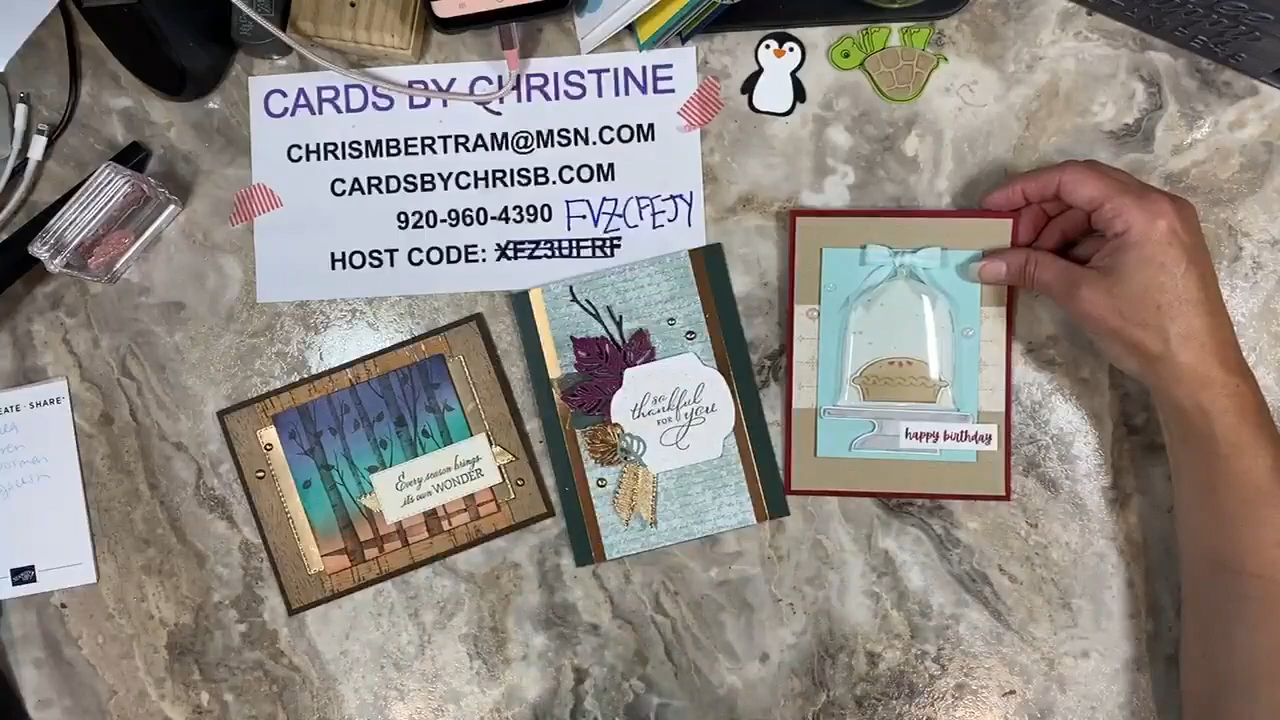 CARDS BY CHRISTINE
CHRISMBERTRAM@MSN.COM
CARDSBYCHRISB.COM
920-960-4390 FVZCPEJY
HOST CODE: XFZ3UFRF
Every season brings
its own WONDER
so
thankful
FOR you
happy birthday
SHARE